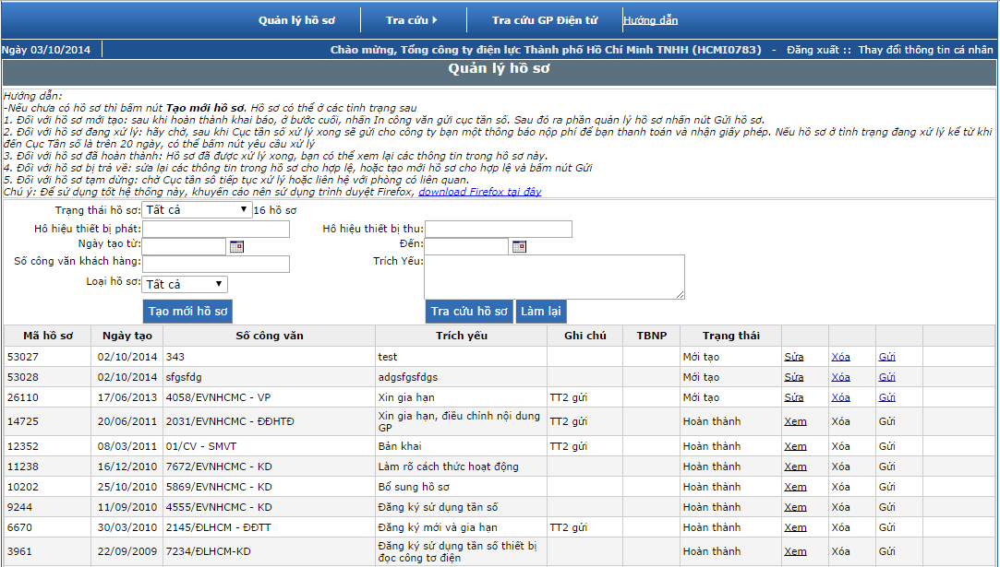 Quản lý hồ sơ Tra cứu Tra cứu GP Điện tử Hướng dẫn
Ngày 03/10/2014 Chào mừng, Tổng công ty điện lực Thành phố Hồ Chí Minh TNHH (HCMI0783) - Đăng xuất :: Thay đổi thông tin cá nhân
Quản lý hồ sơ
Hướng dẫn:
-Nếu chưa có hồ sơ thì bấm nút Tạo mới hồ sơ. Hồ sơ có thể ở các tình trạng sau
1. Đối với hồ sơ mới tạo: sau khi hoàn thành khai báo, ở bước cuối, nhấn In công văn gửi cục tần số. Sau đó ra phần quản lý hồ sơ nhấn nút Gửi hồ sơ.
2. Đối với hồ sơ đang xử lý: hãy chờ, sau khi Cục tần số xử lý xong sẽ gửi cho công ty bạn một thông báo nộp phí để bạn thanh toán và nhận giấy phép. Nếu hồ sơ ở tình trạng đang xử lý kể từ khi
đến Cục Tần số là trên 20 ngày, có thể bấm nút yêu cầu xử lý
3. Đối với hồ sơ đã hoàn thành: Hồ sơ đã được xử lý xong, bạn có thể xem lại các thông tin trong hồ sơ này.
4. Đối với hồ sơ bị trả về: sửa lại các thông tin trong hồ sơ cho hợp lệ, hoặc tạo mới hồ sơ cho hợp lệ và bấm nút Gửi
5. Đối với hồ sơ tạm dừng: chờ Cục tần số tiếp tục xử lý hoặc liên hệ với phòng có liên quan.
Chú ý: Để sử dụng tốt hệ thống này, khuyến cáo nên sử dụng trình duyệt Firefox, download Firefox tại đây
Trạng thái hồ sơ: Tất cả 16 hồ sơ
Hô hiệu thiết bị phát: Hô hiệu thiết bị thu:
Ngày tạo từ: Đến:
Số công văn khách hàng: Trích Yếu:
Loại hồ sơ: Tất cả
Tạo mới hồ sơ Tra cứu hồ sơ Làm lại
Mã hồ sơ Ngày tạo Số công văn Trích yếu Ghi chú TBNP Trạng thái
53027 02/10/2014 343 test Mới tạo Sửa Xóa Gửi
53028 02/10/2014 sfgsfdg adgsfgsfdgs Mới tạo Sửa Xóa Gửi
26110 17/06/2013 4058/EVNHCMC - VP Xin gia hạn TT2 gửi Mới tạo Sửa Xóa Gửi
14725 20/06/2011 2031/EVNHCMC - ĐĐHTĐ Xin gia hạn, điều chỉnh nội dung
GP TT2 gửi Hoàn thành Xem Xóa Gửi
12352 08/03/2011 01/CV - SMVT Bản khai TT2 gửi Hoàn thành Xem Xóa Gửi
11238 16/12/2010 7672/EVNHCMC - KD Làm rõ cách thức hoạt động Hoàn thành Xem Xóa Gửi
10202 25/10/2010 5869/EVNHCMC - KD Bổ sung hồ sơ Hoàn thành Xem Xóa Gửi
9244 11/09/2010 4555/EVNHCMC - KD Đăng ký sử dụng tần số Hoàn thành Xem Xóa Gửi
6670 30/03/2010 2145/ĐLHCM - ĐĐTT Đăng ký mới và gia hạn TT2 gửi Hoàn thành Xem Xóa Gửi
3961 22/09/2009 7234/ĐLHCM-KD Đăng ký sử dụng tần số thiết bị
đọc công tơ điện Hoàn thành Xem Xóa Gửi